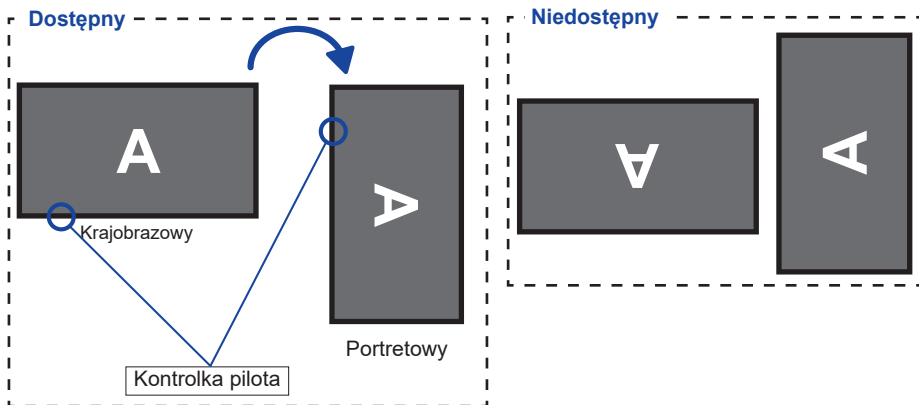 Dostępny
A
Krajobrazowy
A
Portretowy
Kontrolka pilota
Niedostępny
A
A